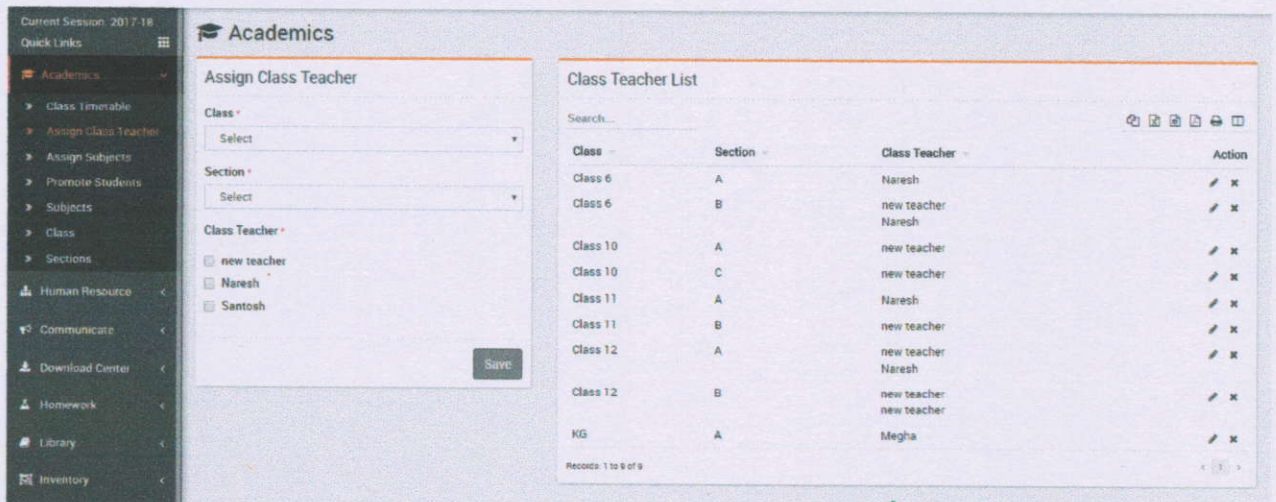 Current Session: 2017-18
Quick Links
Academics
Class Timetable
Assign Class Teacher
Assign Subjects
Promote Students
Subjects
Class
Sections
Human Resource
Communicate
Download Center
Homework
Library
Inventory
Academics
Assign Class Teacher
Class *
Select
Section *
Select
Class Teacher *
new teacher
Naresh
Santosh
Save
Class Teacher List
Search...
Class Section Class Teacher Action
Class 6 A Naresh
Class 6 B new teacher
Naresh
Class 10 A new teacher
Class 10 C new teacher
Class 11 A Naresh
Class 11 B new teacher
Class 12 A new teacher
Naresh
Class 12 B new teacher
new teacher
KG A Megha
Records: 1 to 9 of 9
‹ 1 ›